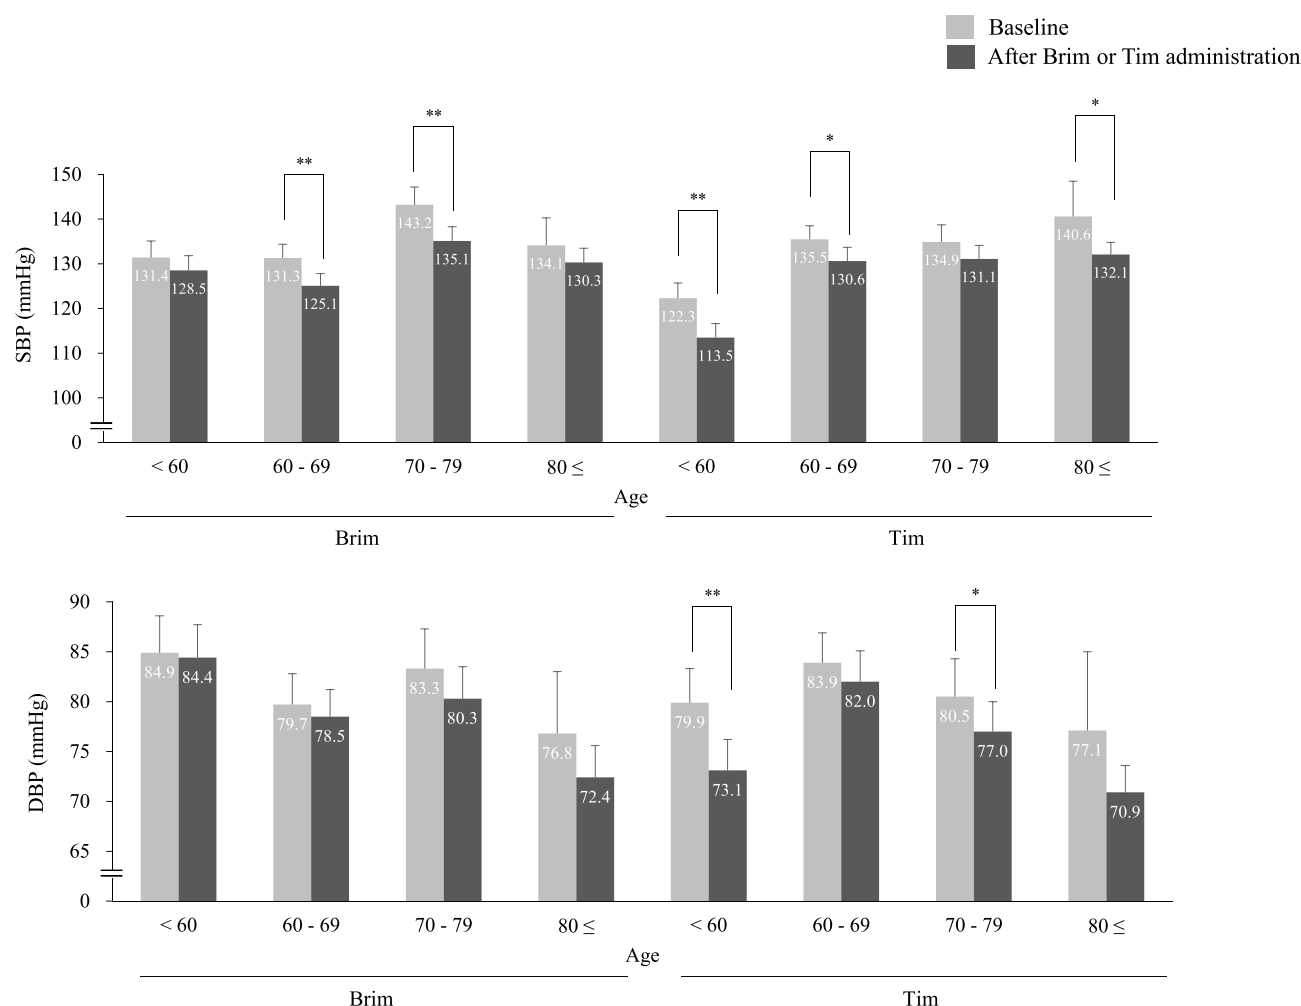 Baseline
After Brim or Tim administration
** ** ** * *
SBP (mmHg)
150
140
130
120
110
100
0
131.4 128.5 131.3 125.1 143.2 135.1 134.1 130.3 122.3 113.5 135.5 130.6 134.9 131.1 140.6 132.1
< 60 60 - 69 70 - 79 80 ≤ < 60 60 - 69 70 - 79 80 ≤
Age
Brim Tim
** *
DBP (mmHg)
90
85
80
75
70
65
0
84.9 84.4 79.7 78.5 83.3 80.3 76.8 72.4 79.9 73.1 83.9 82.0 80.5 77.0 77.1 70.9
< 60 60 - 69 70 - 79 80 ≤ < 60 60 - 69 70 - 79 80 ≤
Age
Brim Tim